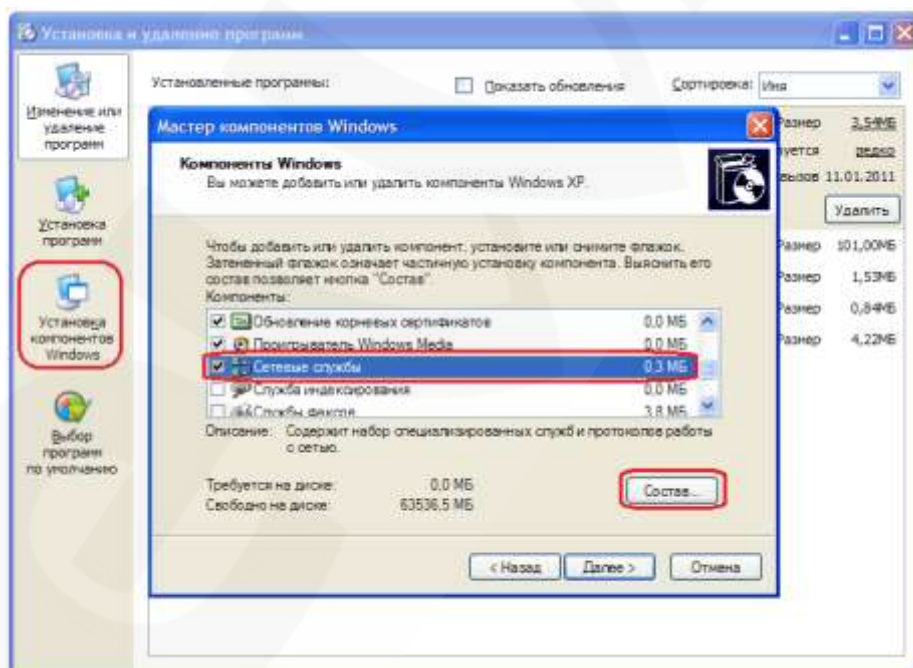 Установка и удаление программ
Изменение или
удаление
программ
Установка
программ
Установка
компонентов
Windows
Выбор
программ
по умолчанию
Установленные программы:
Показать обновления
Сортировка: Имя
Размер 3,54МБ
уется редко
вызов 11.01.2011
Удалить
Размер 101,00МБ
Размер 1,53МБ
Размер 0,84МБ
Размер 4,22МБ
Мастер компонентов Windows
Компоненты Windows
Вы можете добавить или удалить компоненты Windows XP.
Чтобы добавить или удалить компонент, установите или снимите флажок.
Затененный флажок означает частичную установку компонента. Выяснить его
состав позволяет кнопка "Состав"
Компоненты:
Обновление корневых сертификатов 0,0 МБ
Проигрыватель Windows Media 0,0 МБ
Сетевые службы 0,3 МБ
Служба индексирования 0,0 МБ
Службы факсов 3,8 МБ
Описание: Содержит набор специализированных служб и протоколов работы
с сетью.
Требуется на диске: 0,0 МБ
Свободно на диске: 63536,5 МБ
Состав...
< Назад
Далее >
Отмена